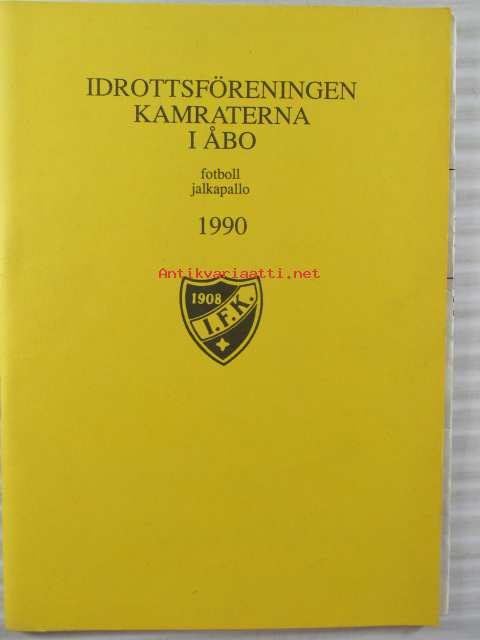 IDROTTSFÖRENINGEN
KAMRATERNA
I ÅBO
fotboll
jalkapallo
1990
Antikvariaatti.net
1908
I.F.K.